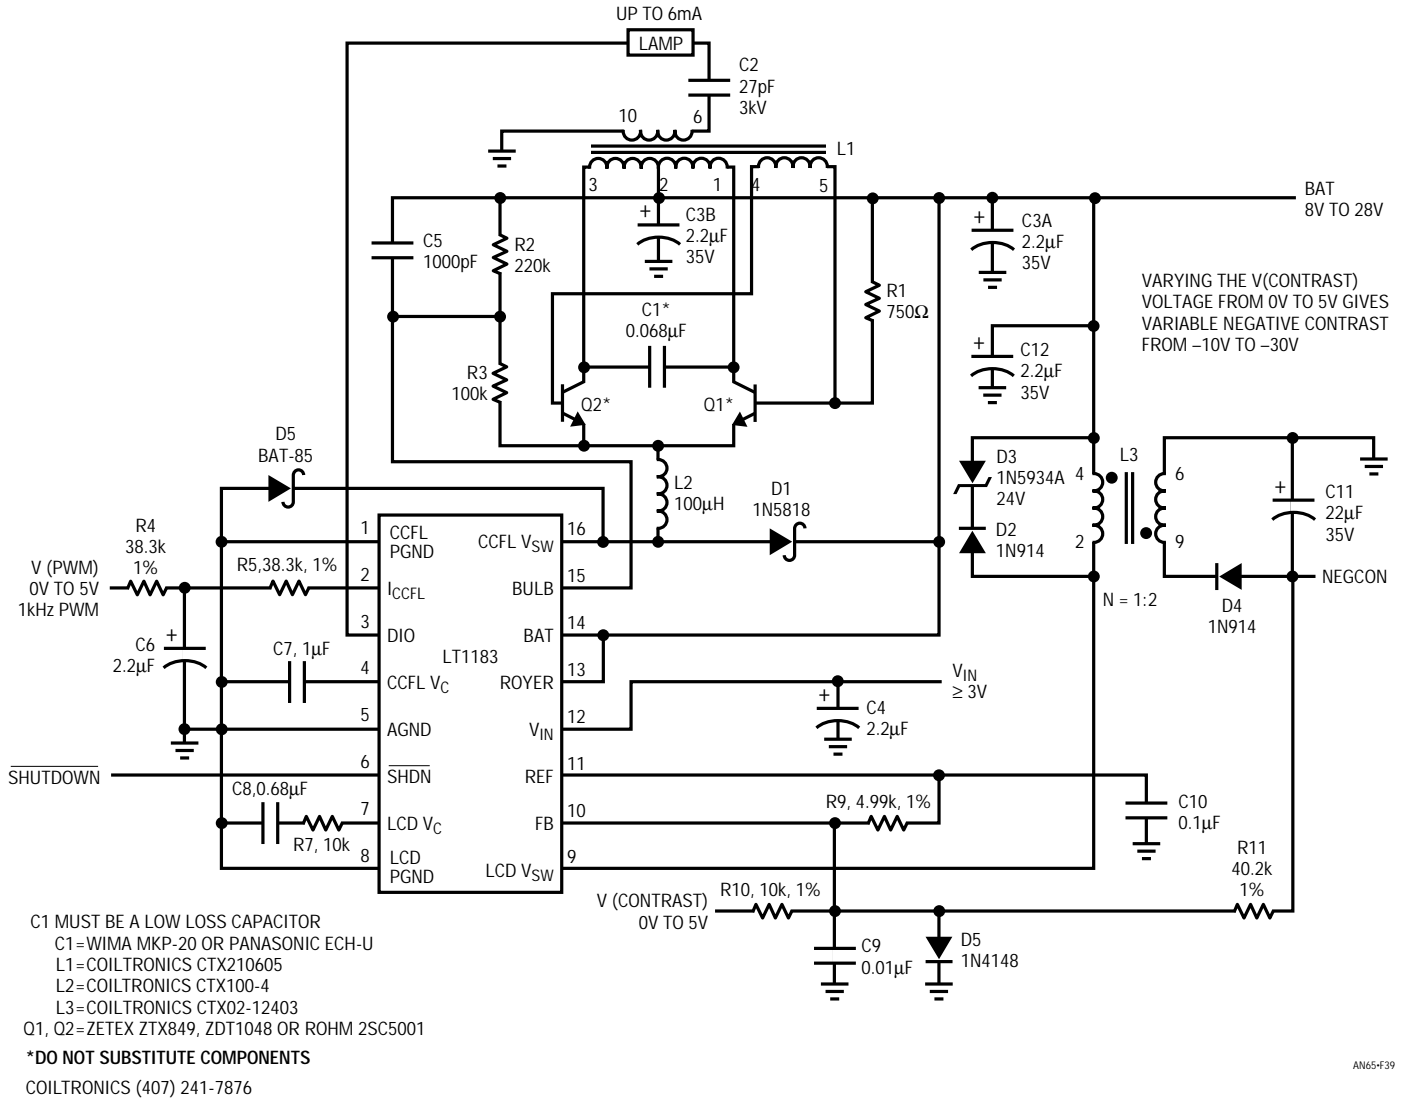 UP TO 6mA
LAMP
C2
27pF
3kV
10
6
L1
3
2
1
4
5
BAT
8V TO 28V
C5
1000pF
R2
220k
+
C3B
2.2µF
35V
+
C3A
2.2µF
35V
R1
750Ω
C1*
0.068µF
VARYING THE V(CONTRAST)
VOLTAGE FROM 0V TO 5V GIVES
VARIABLE NEGATIVE CONTRAST
FROM –10V TO –30V
R3
100k
Q2*
Q1*
+
C12
2.2µF
35V
D5
BAT-85
L2
100µH
D1
1N5818
D3
1N5934A
24V
D2
1N914
4
2
L3
6
9
N = 1:2
+
C11
22µF
35V
NEGCON
D4
1N914
R4
38.3k
1%
V (PWM)
0V TO 5V
1kHz PWM
R5,38.3k, 1%
+
C6
2.2µF
C7, 1µF
1
CCFL
PGND
2
ICCFL
3
DIO
4
CCFL VC
5
AGND
6
SHDN
7
LCD VC
8
LCD
PGND
LT1183
16
CCFL VSW
15
BULB
14
BAT
13
ROYER
12
VIN
11
REF
10
FB
9
LCD VSW
VIN
≥ 3V
+
C4
2.2µF
SHUTDOWN
C8,0.68µF
R7, 10k
R9, 4.99k, 1%
C10
0.1µF
R11
40.2k
1%
V (CONTRAST)
0V TO 5V
R10, 10k, 1%
C9
0.01µF
D5
1N4148
C1 MUST BE A LOW LOSS CAPACITOR
C1=WIMA MKP-20 OR PANASONIC ECH-U
L1=COILTRONICS CTX210605
L2=COILTRONICS CTX100-4
L3=COILTRONICS CTX02-12403
Q1, Q2=ZETEX ZTX849, ZDT1048 OR ROHM 2SC5001
*DO NOT SUBSTITUTE COMPONENTS
COILTRONICS (407) 241-7876
AN65•F39